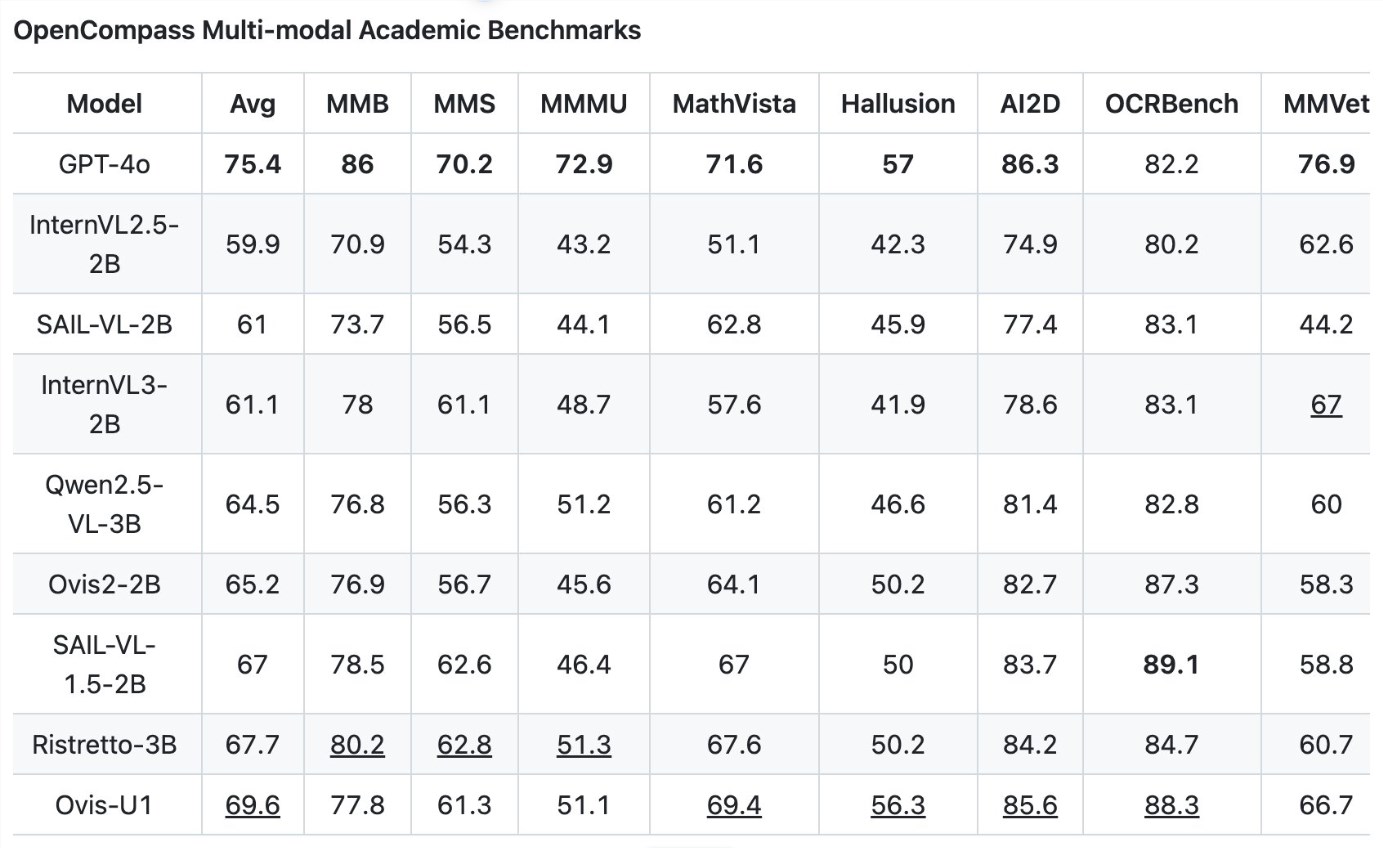 OpenCompass Multi-modal Academic Benchmarks
Model Avg MMB MMS MMMU MathVista Hallusion AI2D OCRBench MMVet
GPT-4o 75.4 86 70.2 72.9 71.6 57 86.3 82.2 76.9
InternVL2.5-
2B 59.9 70.9 54.3 43.2 51.1 42.3 74.9 80.2 62.6
SAIL-VL-2B 61 73.7 56.5 44.1 62.8 45.9 77.4 83.1 44.2
InternVL3-
2B 61.1 78 61.1 48.7 57.6 41.9 78.6 83.1 67
Qwen2.5-
VL-3B 64.5 76.8 56.3 51.2 61.2 46.6 81.4 82.8 60
Ovis2-2B 65.2 76.9 56.7 45.6 64.1 50.2 82.7 87.3 58.3
SAIL-VL-
1.5-2B 67 78.5 62.6 46.4 67 50 83.7 89.1 58.8
Ristretto-3B 67.7 80.2 62.8 51.3 67.6 50.2 84.2 84.7 60.7
Ovis-U1 69.6 77.8 61.3 51.1 69.4 56.3 85.6 88.3 66.7